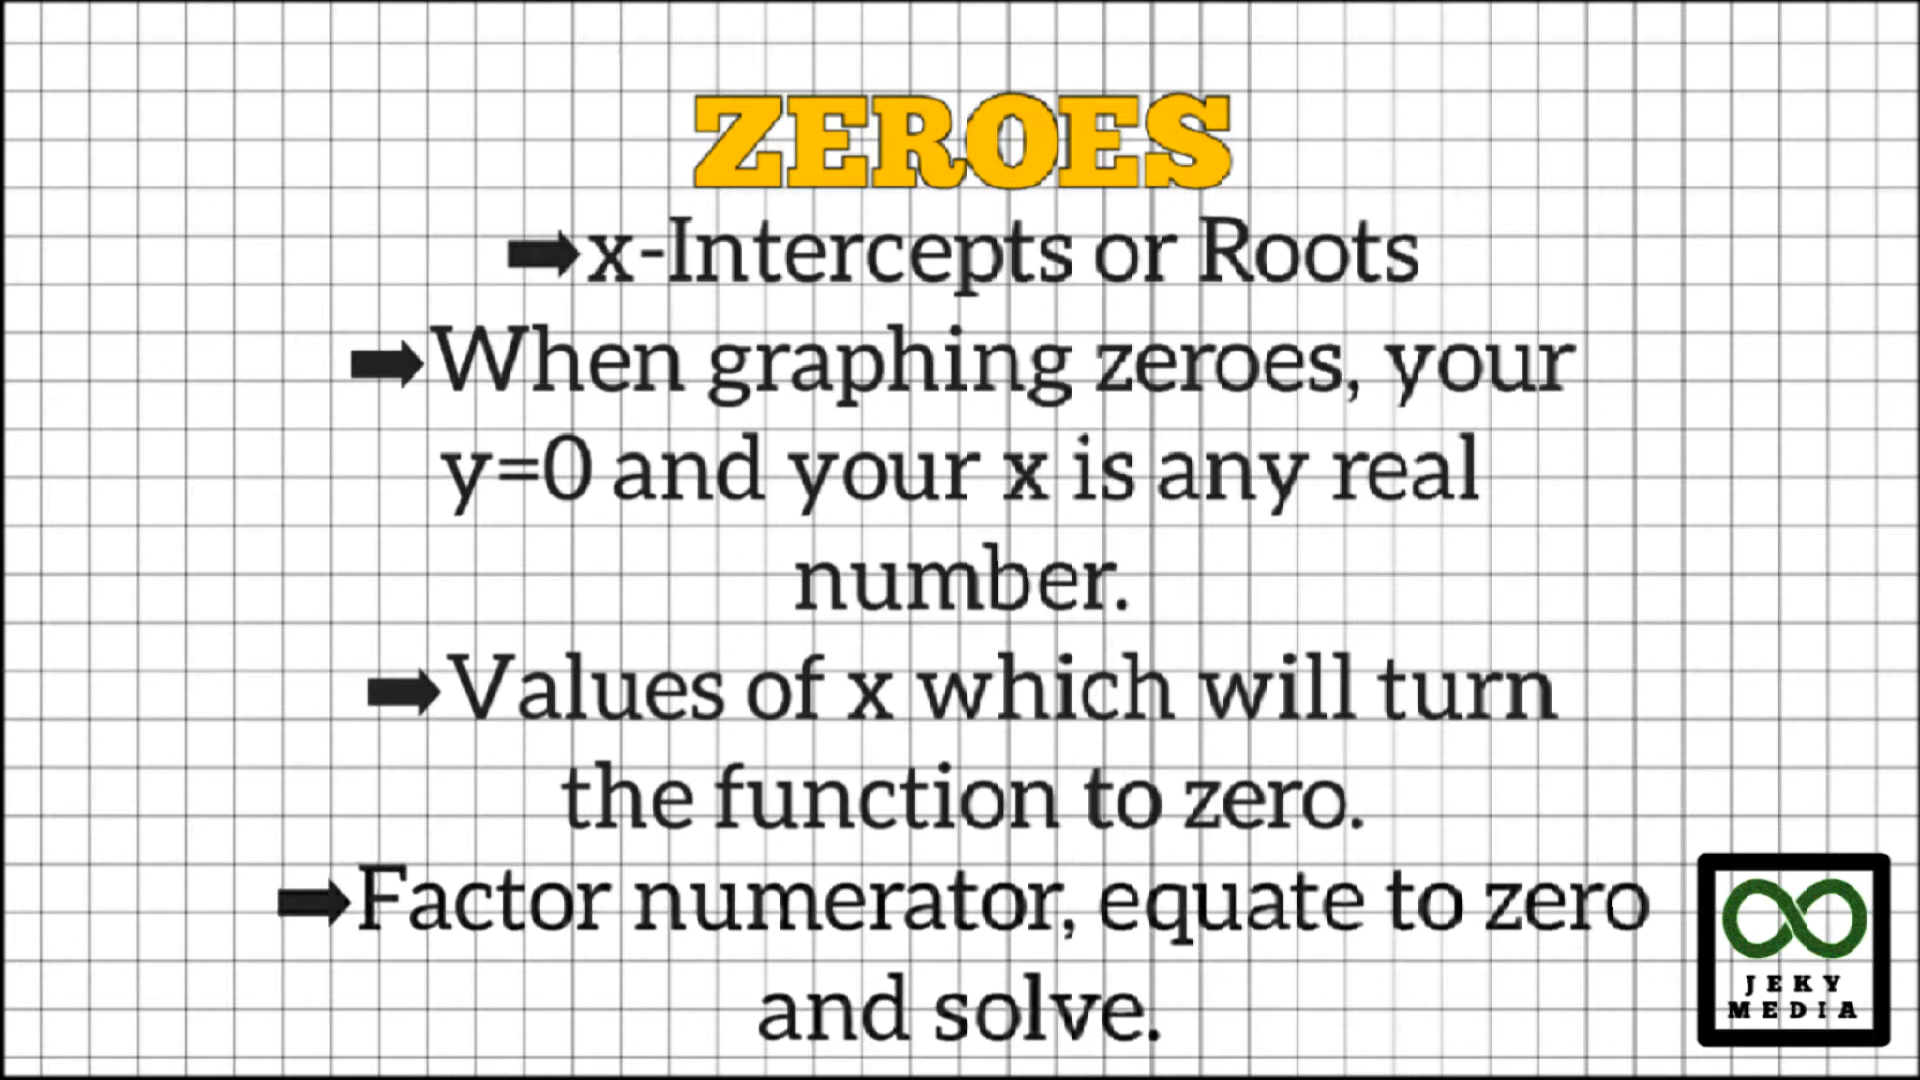 ZEROES
➡x-Intercepts or Roots
➡When graphing zeroes, your
y=0 and your x is any real
number.
➡Values of x which will turn
the function to zero.
➡Factor numerator, equate to zero
and solve.
JEKY
MEDIA